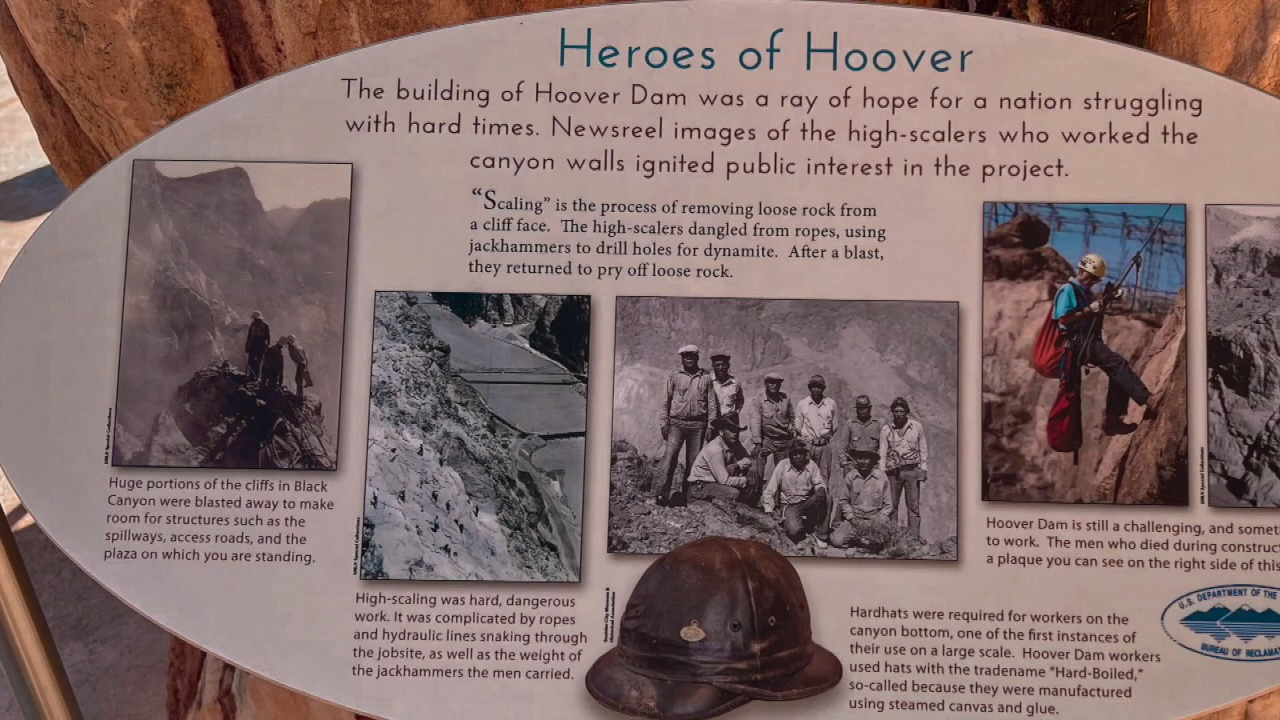 Heroes of Hoover
The building of Hoover Dam was a ray of hope for a nation struggling
with hard times. Newsreel images of the high-scalers who worked the
canyon walls ignited public interest in the project.
“Scaling” is the process of removing loose rock from
a cliff face. The high-scalers dangled from ropes, using
jackhammers to drill holes for dynamite. After a blast,
they returned to pry off loose rock.
Huge portions of the cliffs in Black
Canyon were blasted away to make
room for structures such as the
spillways, access roads, and the
plaza on which you are standing.
High-scaling was hard, dangerous
work. It was complicated by ropes
and hydraulic lines snaking through
the jobsite, as well as the weight of
the jackhammers the men carried.
Hardhats were required for workers on the
canyon bottom, one of the first instances of
their use on a large scale. Hoover Dam workers
used hats with the tradename "Hard-Boiled,"
so-called because they were manufactured
using steamed canvas and glue.
Hoover Dam is still a challenging, and somet
to work. The men who died during construct
a plaque you can see on the right side of this
U.S. DEPARTMENT OF THE
BUREAU OF RECLAMA